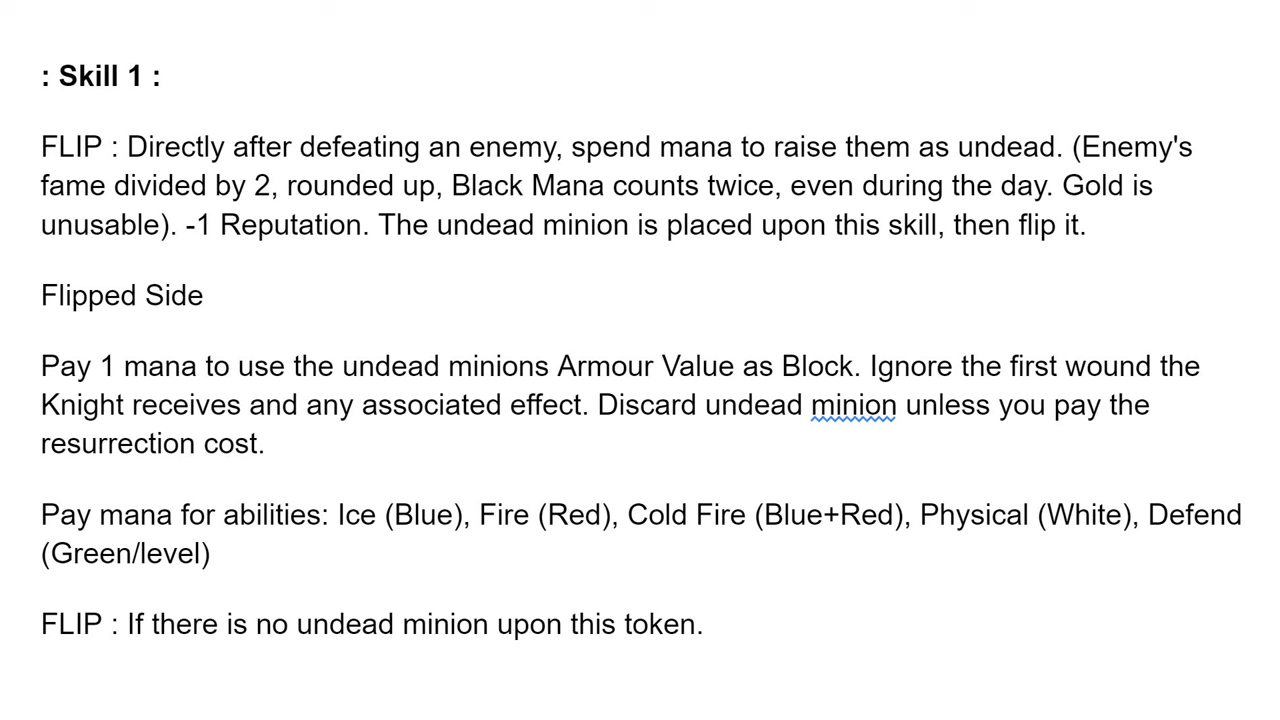 : Skill 1 :
FLIP : Directly after defeating an enemy, spend mana to raise them as undead. (Enemy's
fame divided by 2, rounded up, Black Mana counts twice, even during the day. Gold is
unusable). -1 Reputation. The undead minion is placed upon this skill, then flip it.
Flipped Side
Pay 1 mana to use the undead minions Armour Value as Block. Ignore the first wound the
Knight receives and any associated effect. Discard undead minion unless you pay the
resurrection cost.
Pay mana for abilities: Ice (Blue), Fire (Red), Cold Fire (Blue+Red), Physical (White), Defend
(Green/level)
FLIP : If there is no undead minion upon this token.